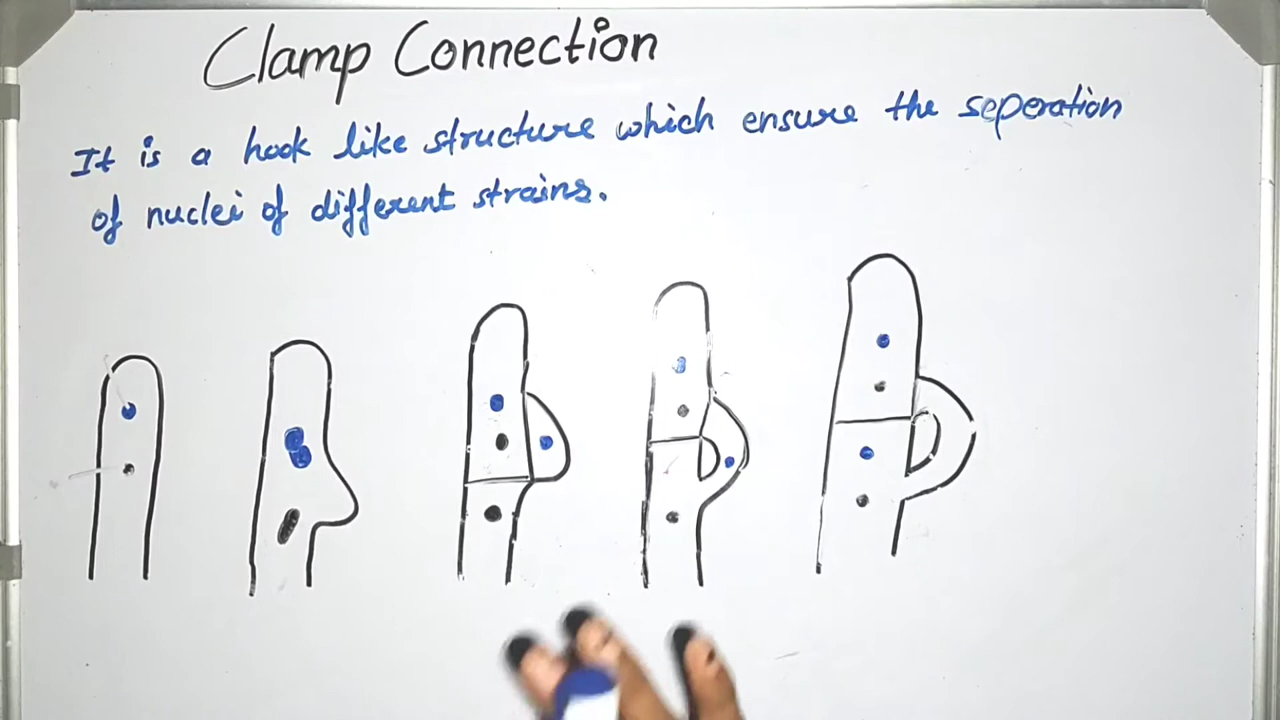 Clamp Connection
It is a hook like structure which ensure the seperation
of nuclei of different strains.